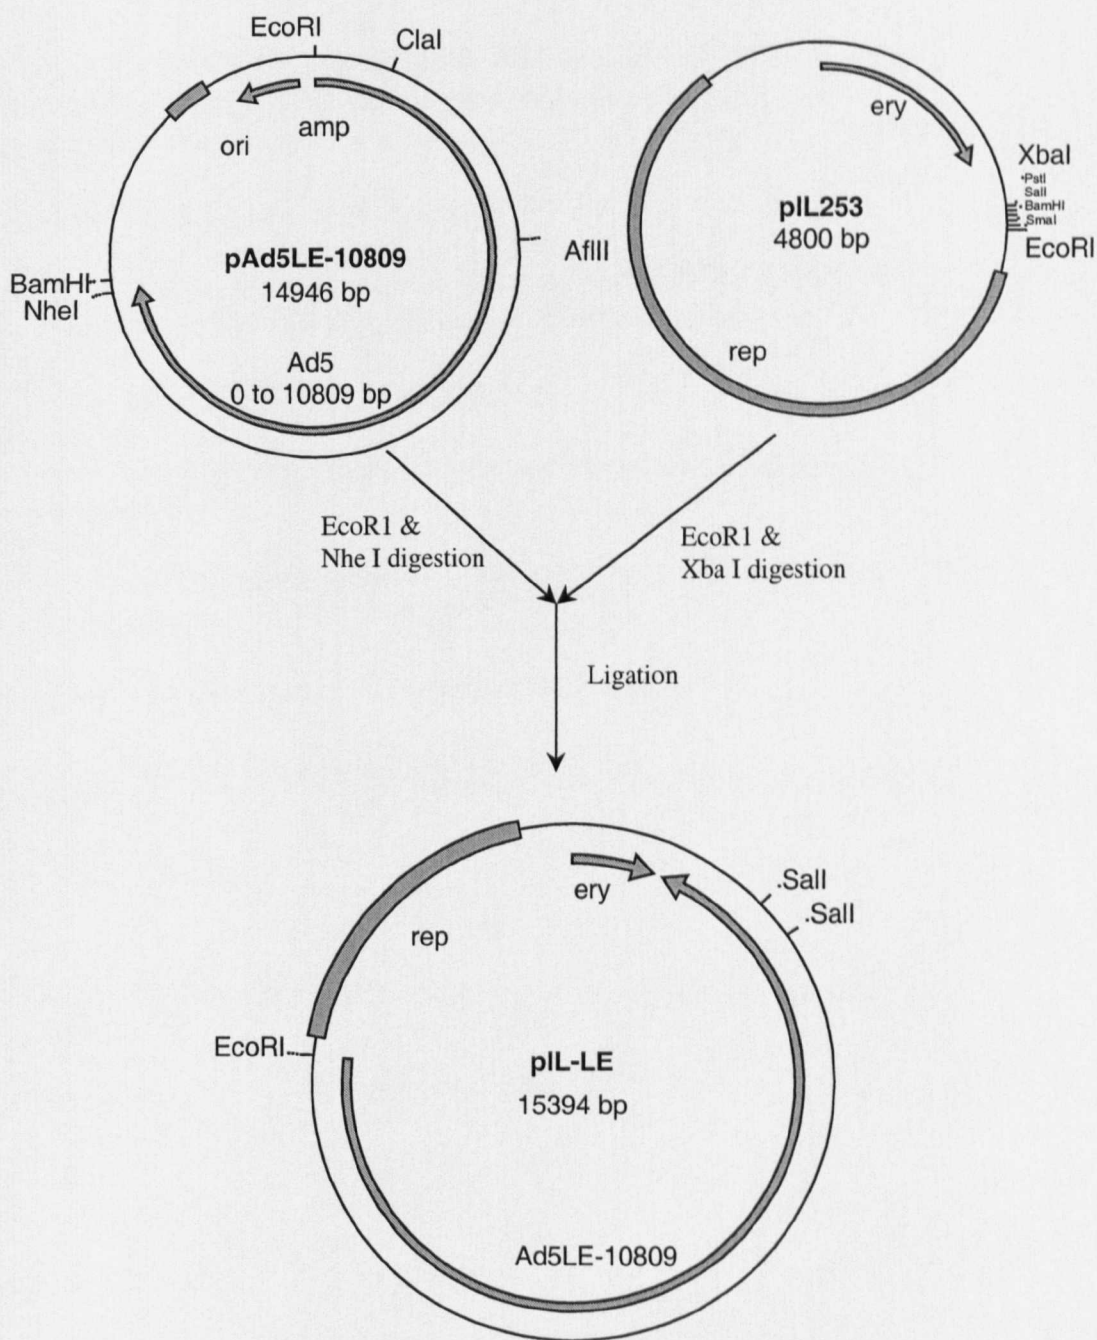 EcoRI
ClaI
amp
ori
pAd5LE-10809
14946 bp
AflII
BamHI
NheI
Ad5
0 to 10809 bp
ery
XbaI
PstI
SalI
BamHI
SmaI
EcoRI
pIL253
4800 bp
rep
EcoR1 &
Nhe I digestion
EcoR1 &
Xba I digestion
Ligation
.SalI
.SalI
ery
rep
EcoRI
pIL-LE
15394 bp
Ad5LE-10809